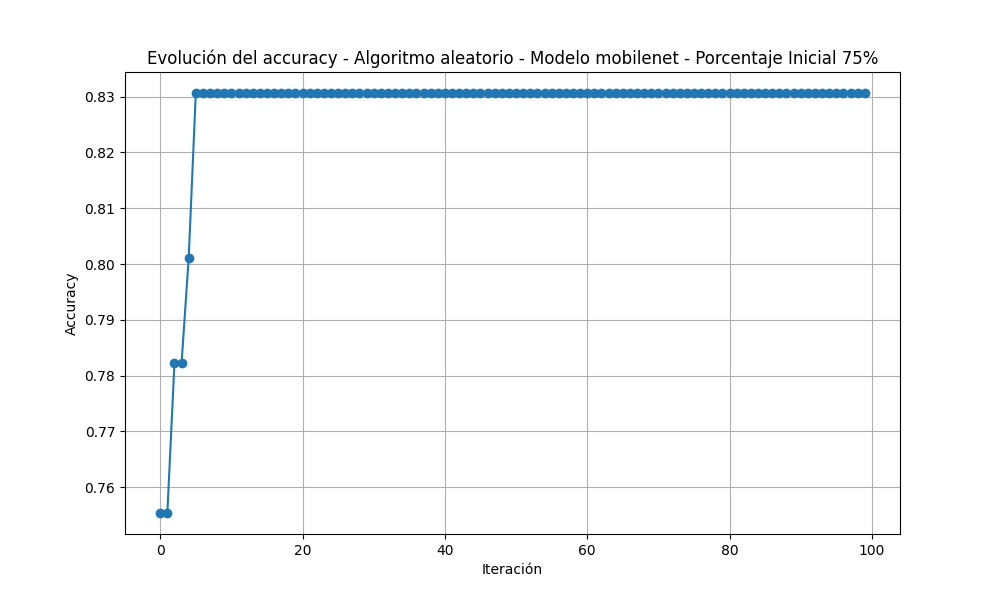 Evolución del accuracy - Algoritmo aleatorio - Modelo mobilenet - Porcentaje Inicial 75%
0.83
0.82
0.81
0.80
0.79
0.78
0.77
0.76
Accuracy
0 20 40 60 80 100
Iteración